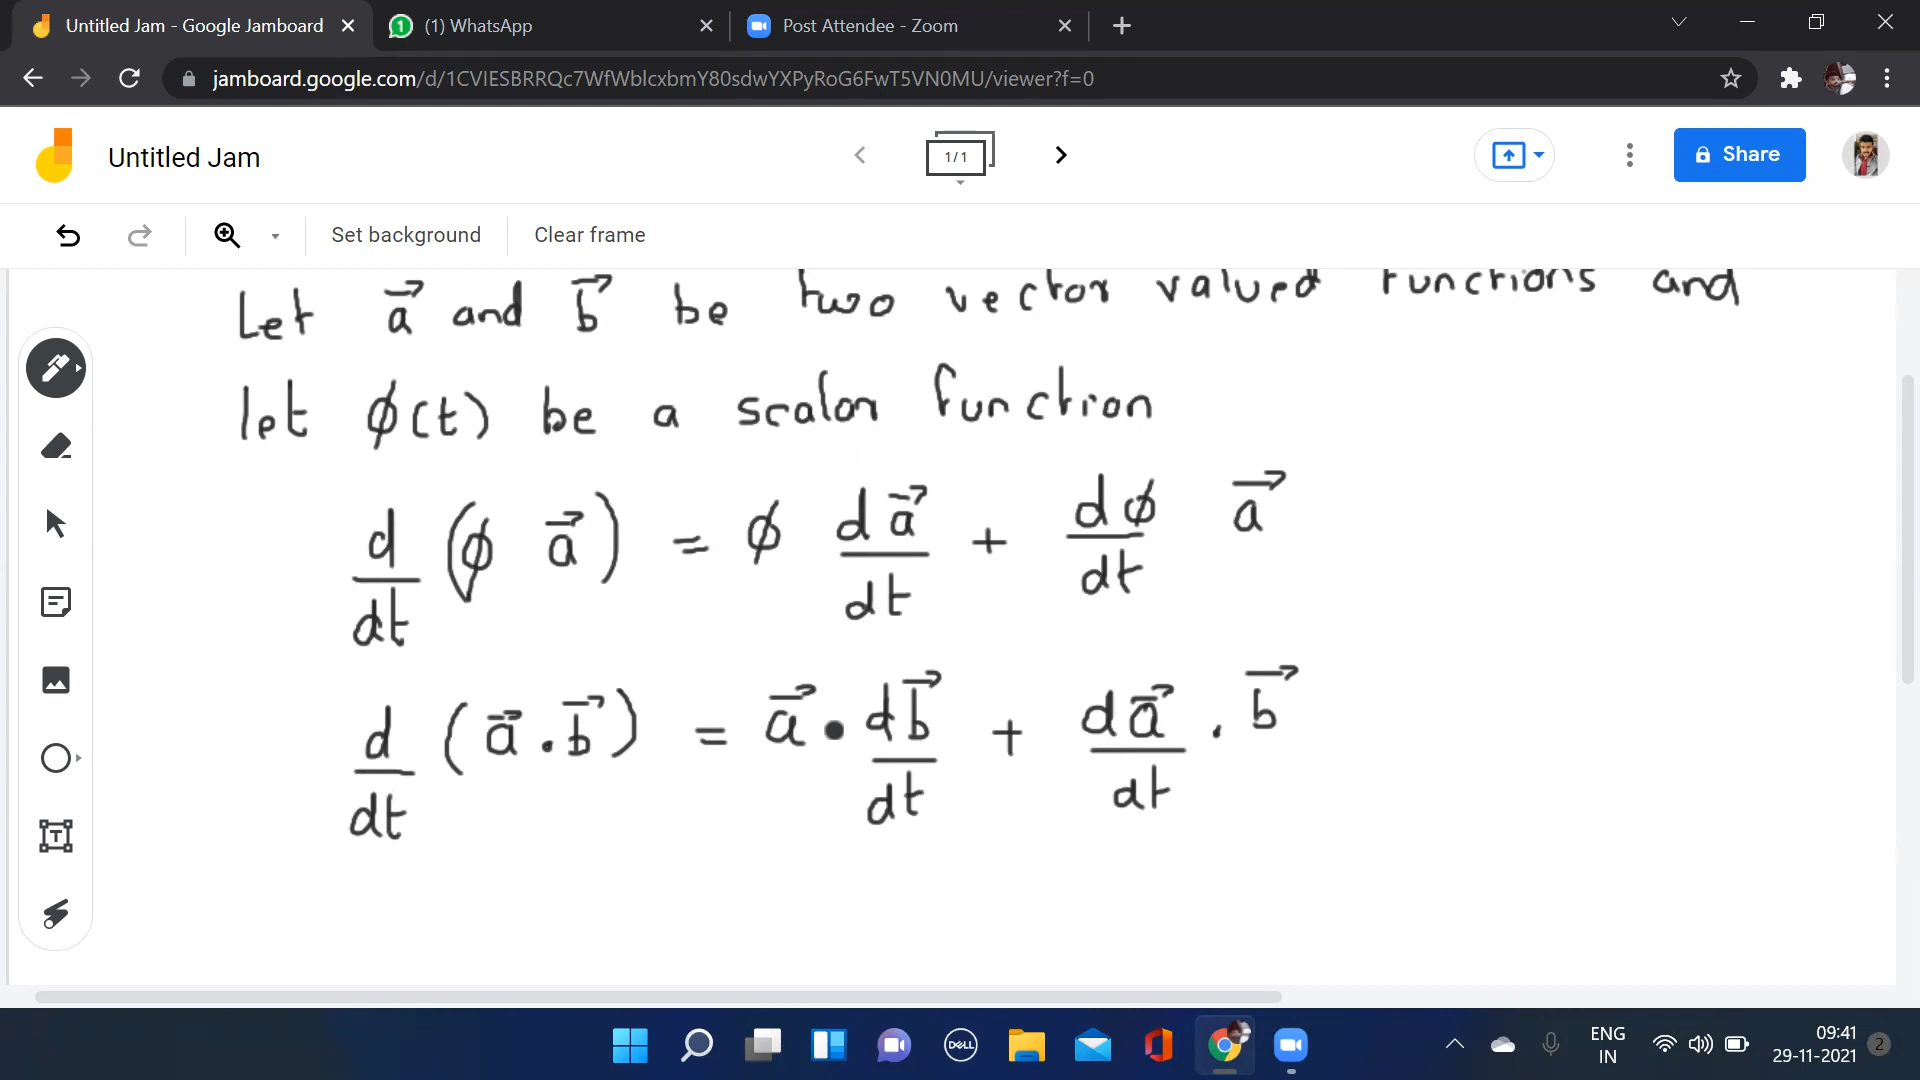 Untitled Jam - Google Jamboard
(1) WhatsApp
Post Attendee - Zoom
jamboard.google.com/d/1CVIESBRRQc7WfWblcxbmY80sdwYXPyRoG6FwT5VN0MU/viewer?f=0
Untitled Jam
1/1
Share
Set background
Clear frame
Let a⃗ and b⃗ be two vector valued functions and
let ϕ(t) be a scalar function
d/dt (ϕ a⃗) = ϕ da⃗/dt + dϕ/dt a⃗
d/dt (a⃗ . b⃗) = a⃗ . db⃗/dt + da⃗/dt . b⃗
DELL
ENG
IN
09:41
29-11-2021
2